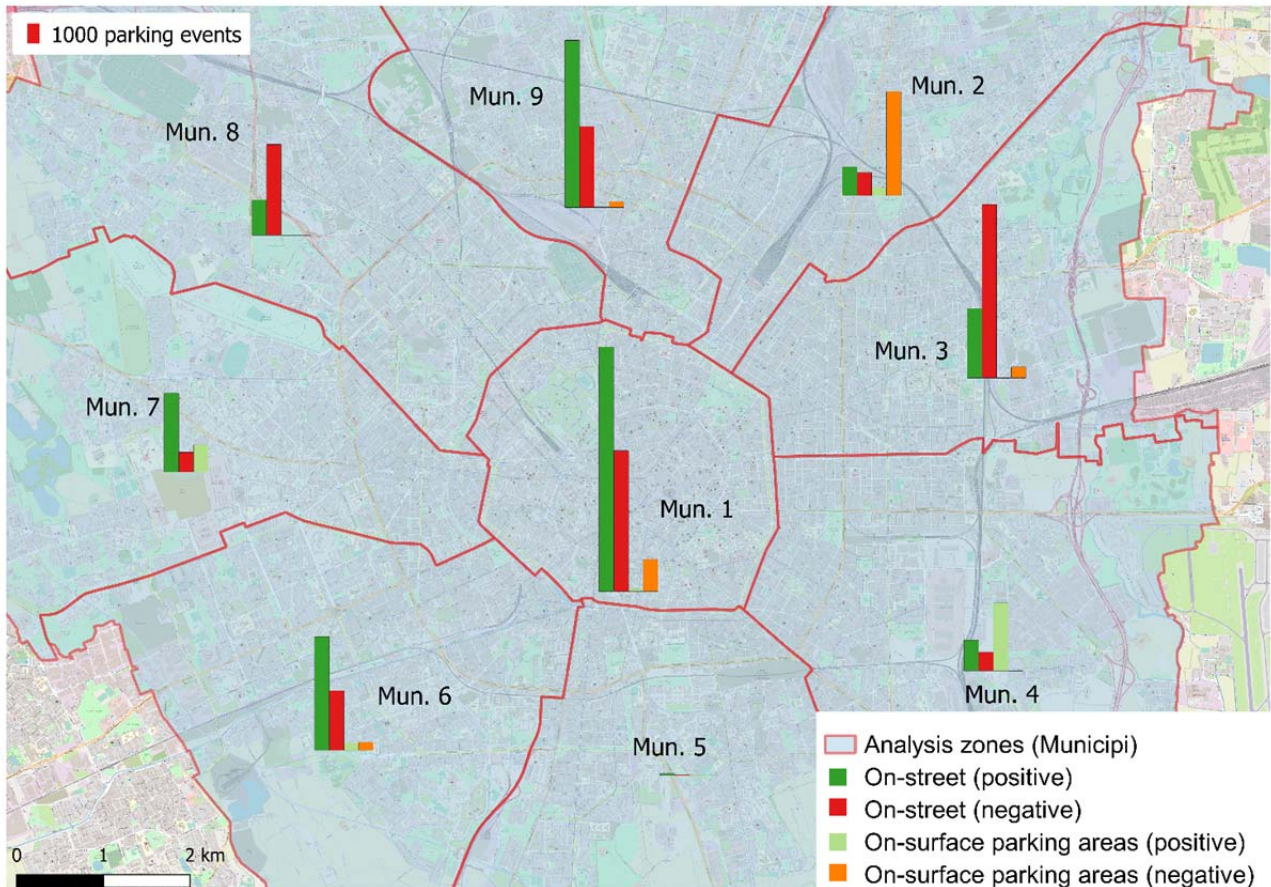 1000 parking events
Mun. 9
Mun. 2
Mun. 8
Mun. 3
Mun. 7
Mun. 1
Mun. 6
Mun. 5
Mun. 4
Analysis zones (Municipi)
On-street (positive)
On-street (negative)
On-surface parking areas (positive)
On-surface parking areas (negative)
0 1 2 km